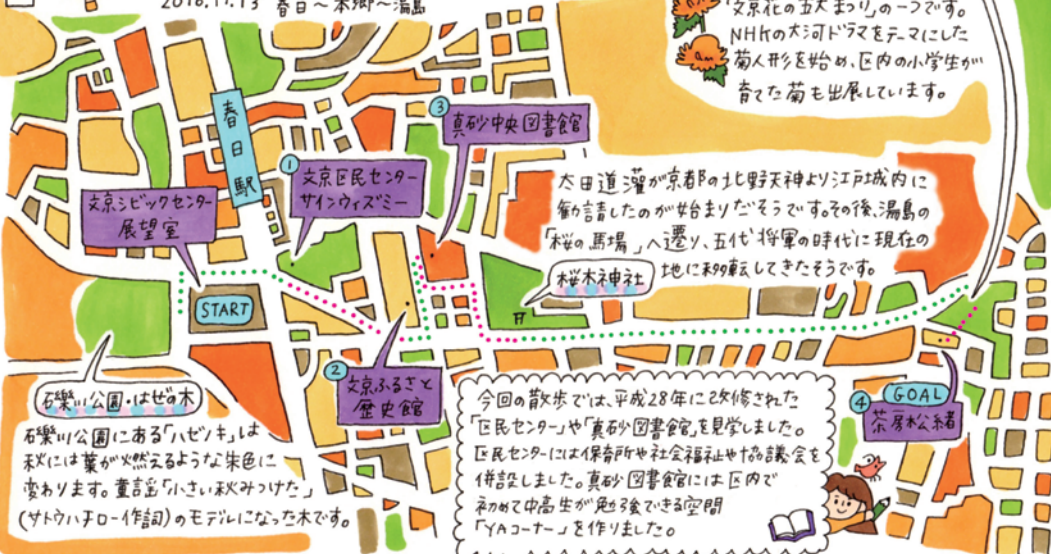 2016.11.13 春日〜本郷〜湯島
「文京花の五大まつり」の一つです。
NHKの大河ドラマをテーマにした
菊人形を始め、区内の小学生が
育てた菊も出展しています。
春日駅
③
真砂中央図書館
①
文京区民センター
サインウィズミー
文京シビックセンター
展望室
太田道灌が京都の北野天神より江戸城内に
勧請したのが始まりだそうです。その後、湯島の
「桜の馬場」へ遷り、五代将軍の時代に現在の
地に移転してきたそうです。
桜木神社
START
②
文京ふるさと
歴史館
GOAL
④
茶房松緒
礫川公園・はぜの木
礫川公園にある「ハゼノキ」は
秋には葉が燃えるような朱色に
変わります。童謡「小さい秋みつけた」
(サトウハチロー作詞)のモデルになった木です。
今回の散歩では、平成28年に改修された
「区民センター」や「真砂図書館」を見学しました。
区民センターには保育所や社会福祉や協議会を
併設しました。真砂図書館には区内で
初めて中高生が勉強できる空間
「YAコーナー」を作りました。